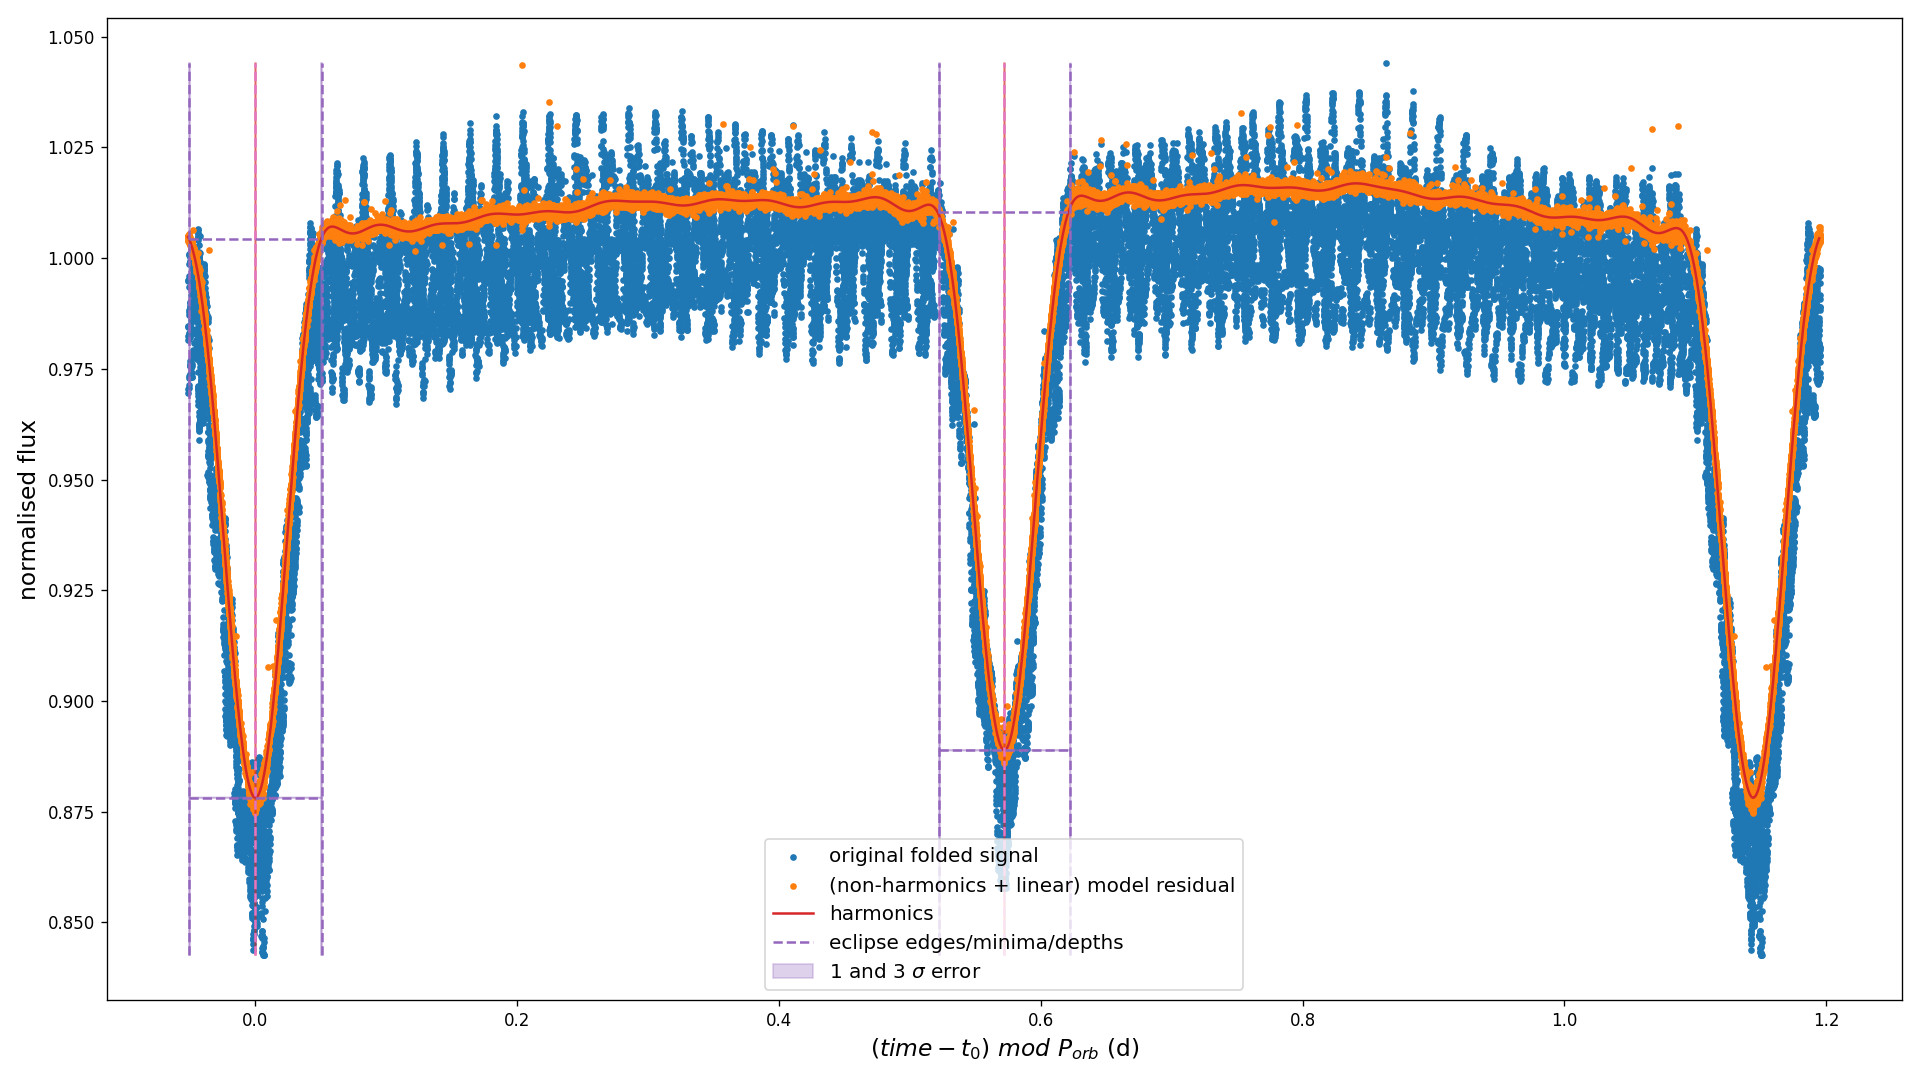 1.050
1.025
1.000
0.975
0.950
0.925
0.900
0.875
0.850
normalised flux
original folded signal
(non-harmonics + linear) model residual
harmonics
eclipse edges/minima/depths
1 and 3 σ error
0.0 0.2 0.4 0.6 0.8 1.0 1.2
(time − t₀) mod Pₒᵣb (d)